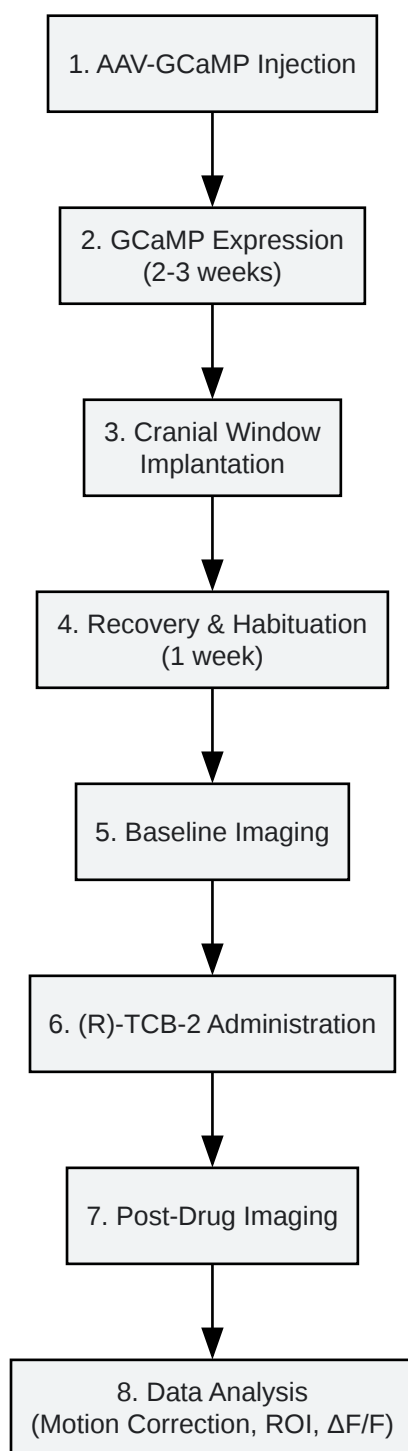 1. AAV-GCaMP Injection
2. GCaMP Expression
(2-3 weeks)
3. Cranial Window
Implantation
4. Recovery & Habituation
(1 week)
5. Baseline Imaging
6. (R)-TCB-2 Administration
7. Post-Drug Imaging
8. Data Analysis
(Motion Correction, ROI, ΔF/F)